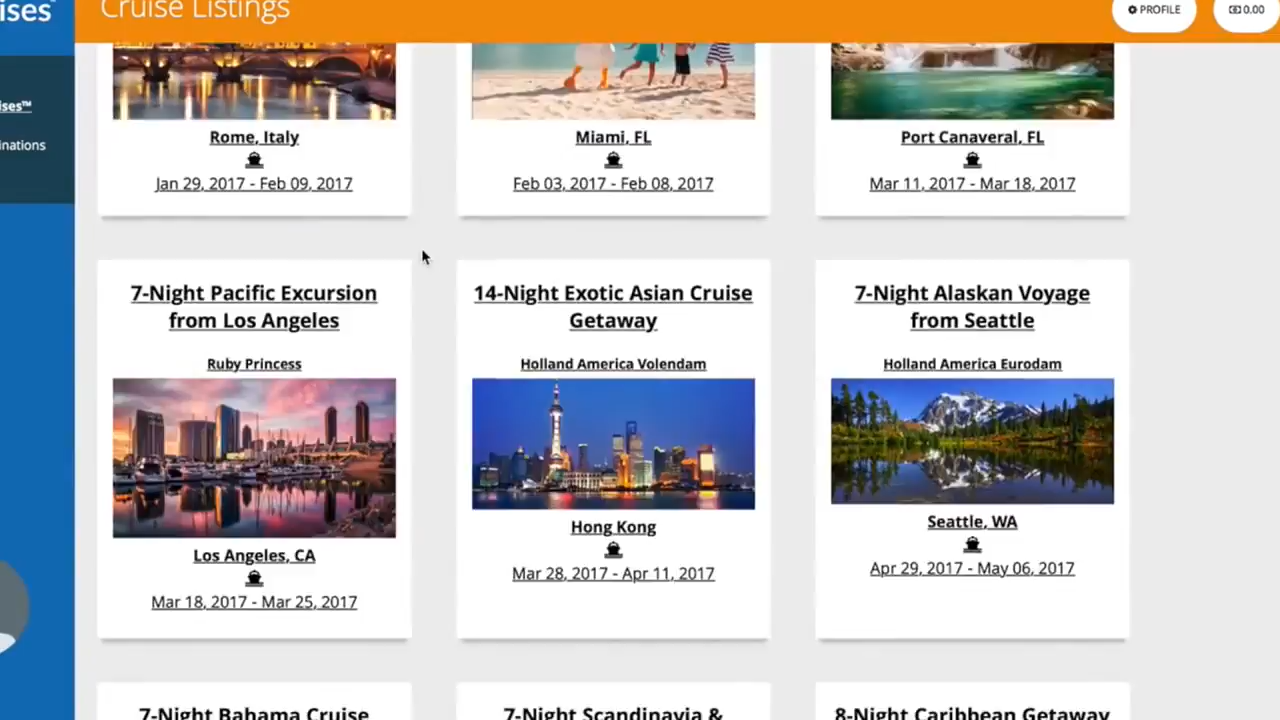 ises™
Cruise Listings
PROFILE
0.00
ises™
inations
Rome, Italy
Jan 29, 2017 - Feb 09, 2017
Miami, FL
Feb 03, 2017 - Feb 08, 2017
Port Canaveral, FL
Mar 11, 2017 - Mar 18, 2017
7-Night Pacific Excursion
from Los Angeles
Ruby Princess
Los Angeles, CA
Mar 18, 2017 - Mar 25, 2017
14-Night Exotic Asian Cruise
Getaway
Holland America Volendam
Hong Kong
Mar 28, 2017 - Apr 11, 2017
7-Night Alaskan Voyage
from Seattle
Holland America Eurodam
Seattle, WA
Apr 29, 2017 - May 06, 2017
7-Night Bahama Cruise
7-Night Scandinavia &
8-Night Caribbean Getaway